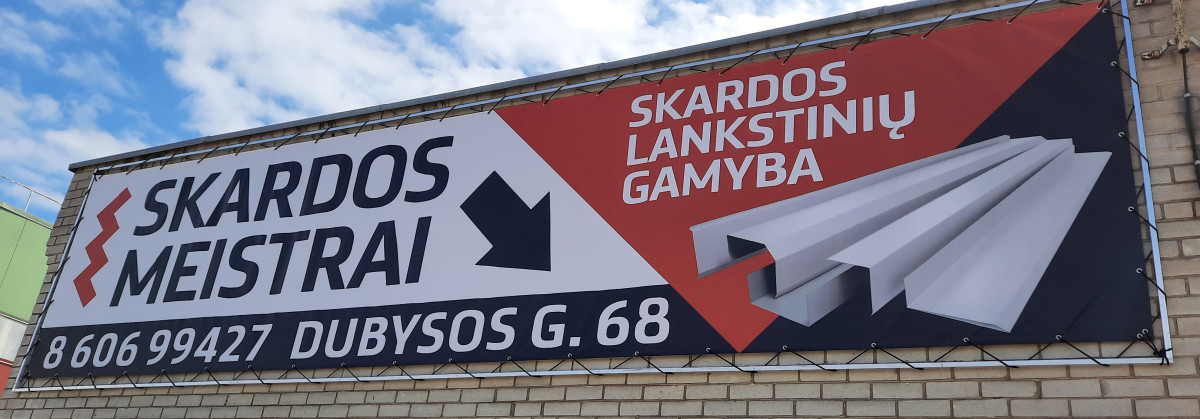 SKARDOS
MEISTRAI
8 606 99427 DUBYSOS G. 68
SKARDOS
LANKSTINIŲ
GAMYBA